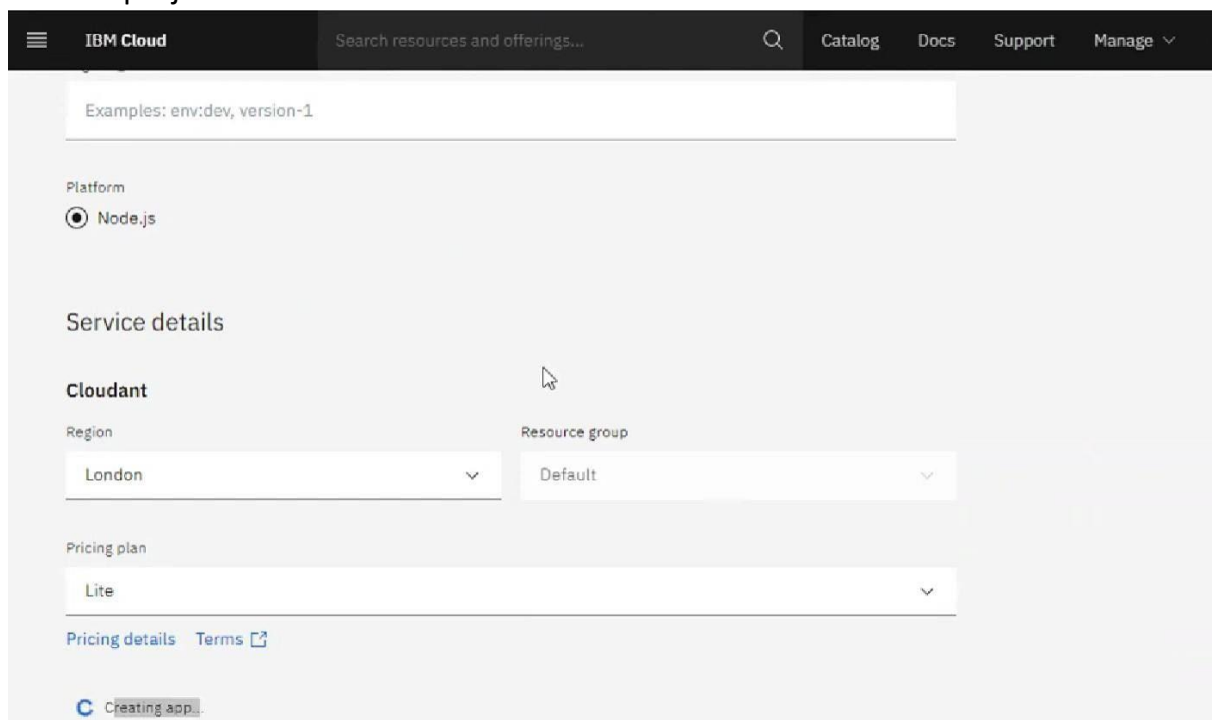 IBM Cloud Search resources and offerings... Catalog Docs Support Manage
Examples: env:dev, version-1
Platform
Node.js
Service details
Cloudant
Region Resource group
London Default
Pricing plan
Lite
Pricing details Terms
Creating app...